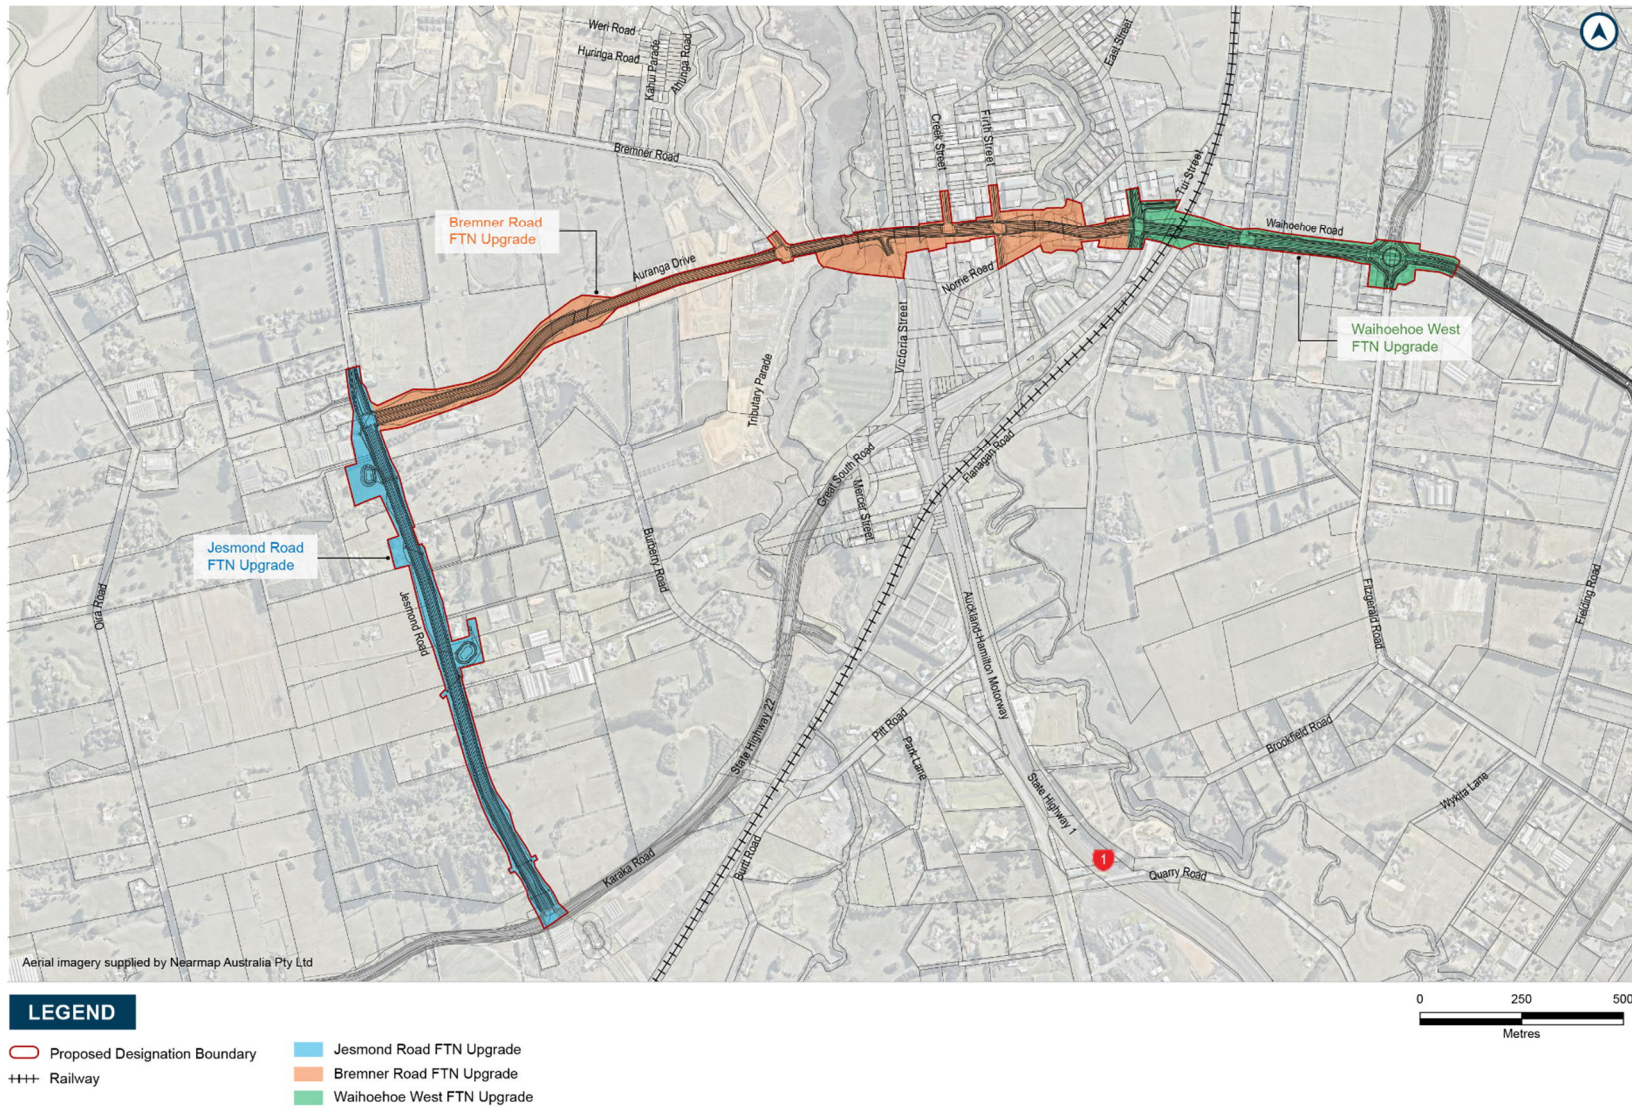 Weri Road
Huringa Road
Kahui Parade
Ahunga Road
East Street
Bremner Road
Creek Street
Firth Street
Tui Street
Bremner Road
FTN Upgrade
Auranga Drive
Waihoehoe Road
Norrie Road
Victoria Street
Waihoehoe West
FTN Upgrade
Tributary Parade
Great South Road
Flanagan Road
Mercer Street
Jesmond Road
FTN Upgrade
Burberry Road
Oira Road
Jesmond Road
Fitzgerald Road
Fielding Road
Auckland-Hamilton Motorway
State Highway 22
Pitt Road
Park Lane
Brookfield Road
Wykita Lane
State Highway 1
1
Karaka Road
Burtt Road
Quarry Road
Aerial imagery supplied by Nearmap Australia Pty Ltd
LEGEND
Proposed Designation Boundary
Railway
Jesmond Road FTN Upgrade
Bremner Road FTN Upgrade
Waihoehoe West FTN Upgrade
0 250 500
Metres